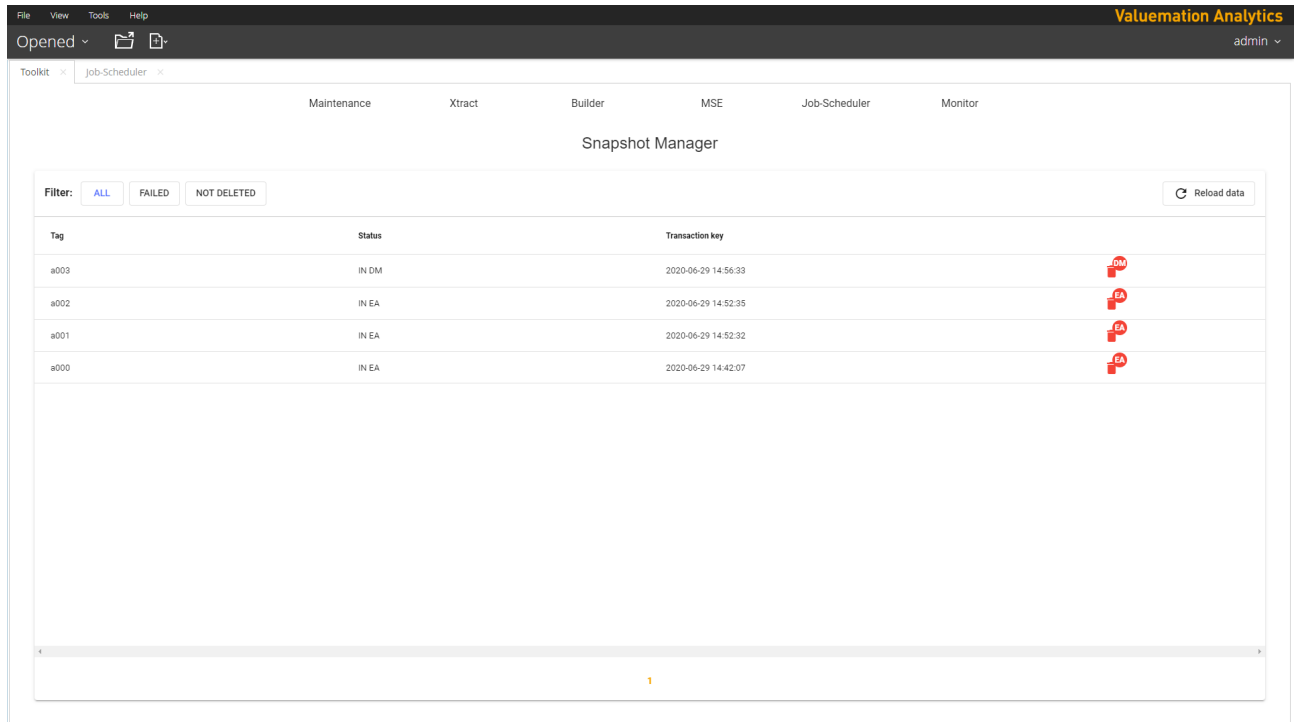 File View Tools Help Valuemation Analytics
Opened admin
Toolkit × Job-Scheduler ×
Maintenance Xtract Builder MSE Job-Scheduler Monitor
Snapshot Manager
Filter: ALL FAILED NOT DELETED Reload data
Tag Status Transaction key
a003 IN DM 2020-06-29 14:56:33 DM
a002 IN EA 2020-06-29 14:52:35 EA
a001 IN EA 2020-06-29 14:52:32 EA
a000 IN EA 2020-06-29 14:42:07 EA
1